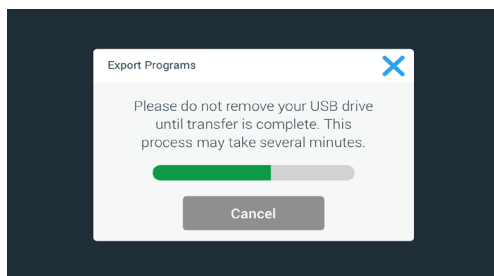 Export Programs
Please do not remove your USB drive
until transfer is complete. This
process may take several minutes.
Cancel